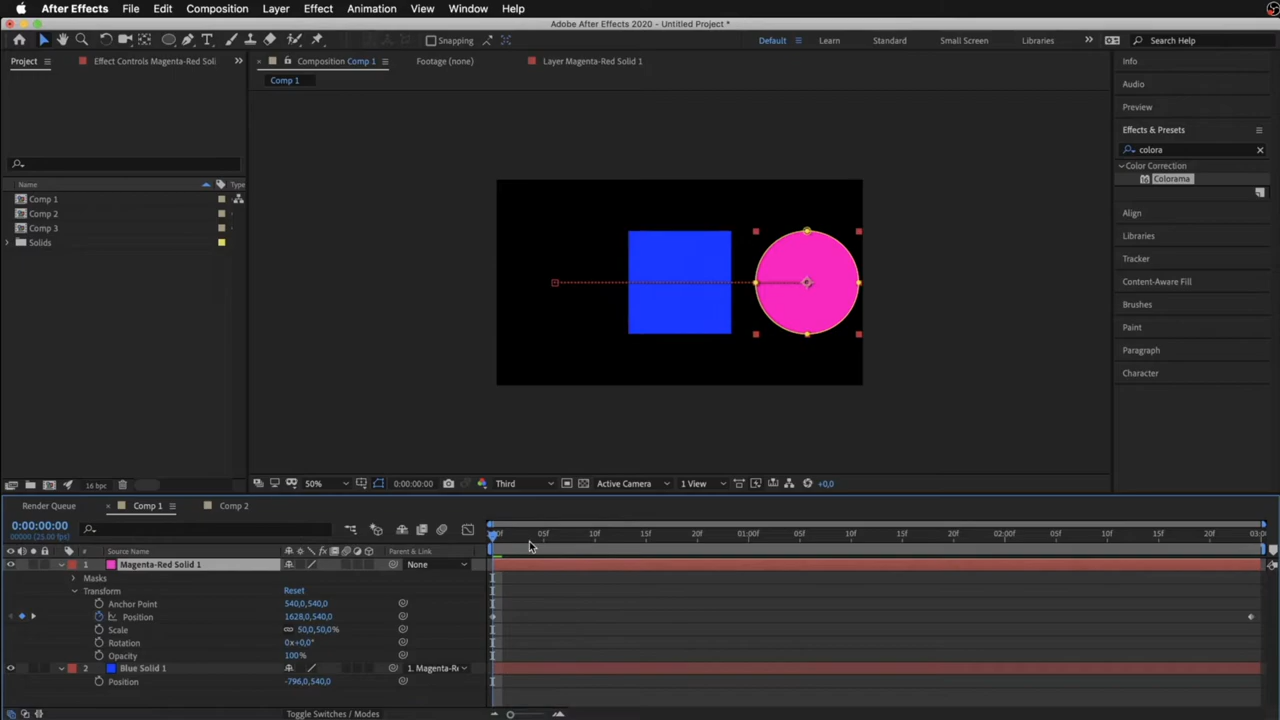 After Effects File Edit Composition Layer Effect Animation View Window Help
Adobe After Effects 2020 - Untitled Project *
Snapping Default Learn Standard Small Screen Libraries Search Help
Project Effect Controls Magenta-Red Soli Composition Comp 1 Footage (none) Layer Magenta-Red Solid 1 Info
Comp 1
Audio
Preview
Effects & Presets
colora
Color Correction
Colorama
Name Type
Comp 1
Comp 2
Comp 3
Solids
Align
Libraries
Tracker
Content-Aware Fill
Brushes
Paint
Paragraph
Character
16 bpc 50% 0:00:00:00 Third Active Camera 1 View +0,0
Render Queue Comp 1 Comp 2
0:00:00:00
00000 (25.00 fps)
05f 10f 15f 20f 01:00f 05f 10f 15f 20f 02:00f 05f 10f 15f 20f
# Source Name Parent & Link
1 Magenta-Red Solid 1 None
Masks
Transform Reset
Anchor Point 540,0,540,0
Position 1628,0,540,0
Scale 50,0,50,0%
Rotation 0x+0,0°
Opacity 100%
2 Blue Solid 1 1. Magenta-Re
Position -796,0,540,0
Toggle Switches / Modes